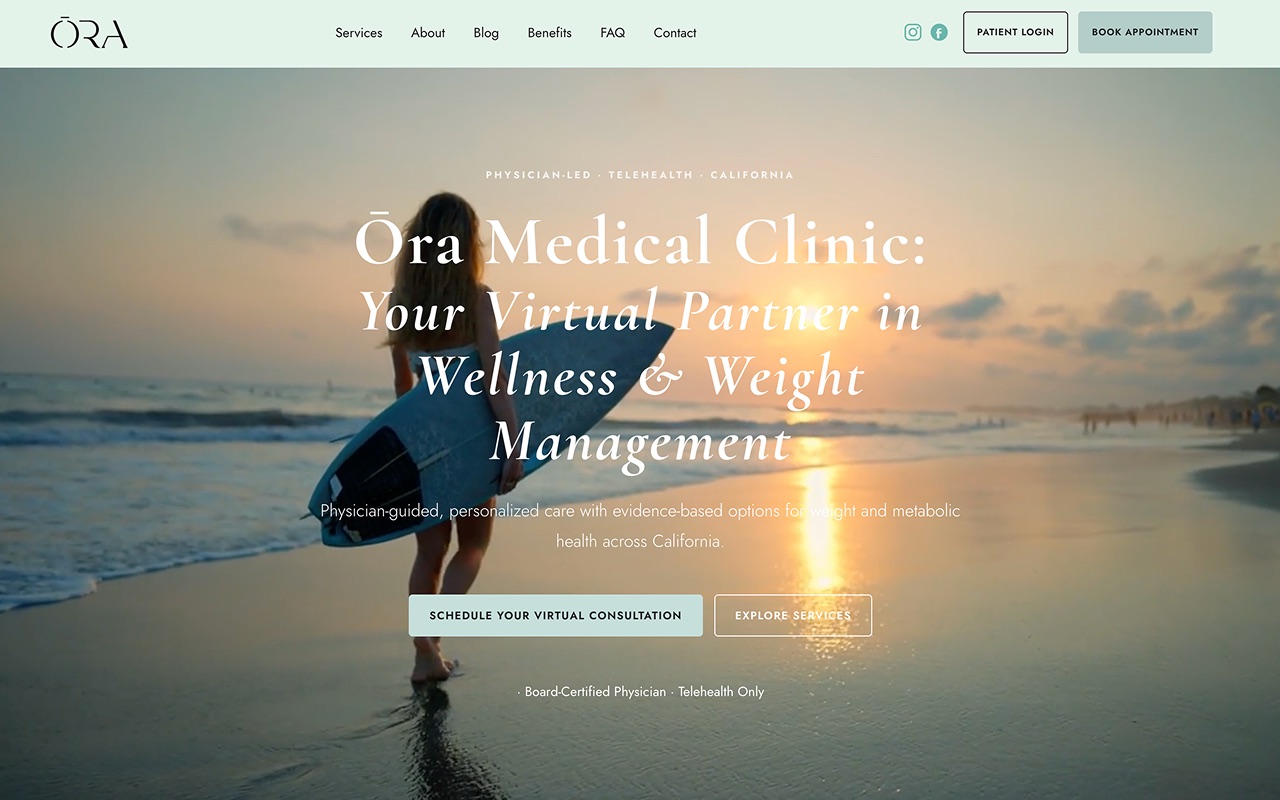 ŌRA
Services
About
Blog
Benefits
FAQ
Contact
PATIENT LOGIN
BOOK APPOINTMENT
PHYSICIAN-LED · TELEHEALTH · CALIFORNIA
Ōra Medical Clinic:
Your Virtual Partner in
Wellness & Weight
Management
Physician-guided, personalized care with evidence-based options for weight and metabolic
health across California.
SCHEDULE YOUR VIRTUAL CONSULTATION
EXPLORE SERVICES
· Board-Certified Physician · Telehealth Only